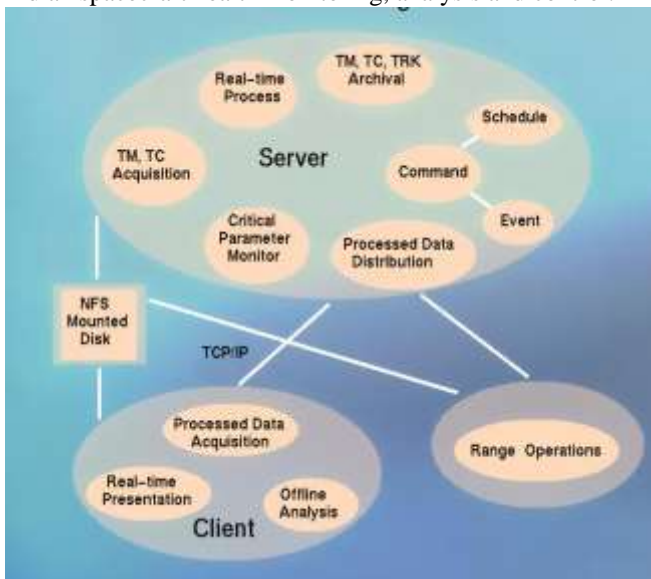 TM, TC, TRK
Archival
Real-time
Process
Schedule
Server
TM, TC
Acquisition
Command
Event
Critical
Parameter
Monitor
Processed Data
Distribution
NFS
Mounted
Disk
TCP/IP
Processed Data
Acquisition
Range Operations
Real-time
Presentation
Offline
Analysis
Client